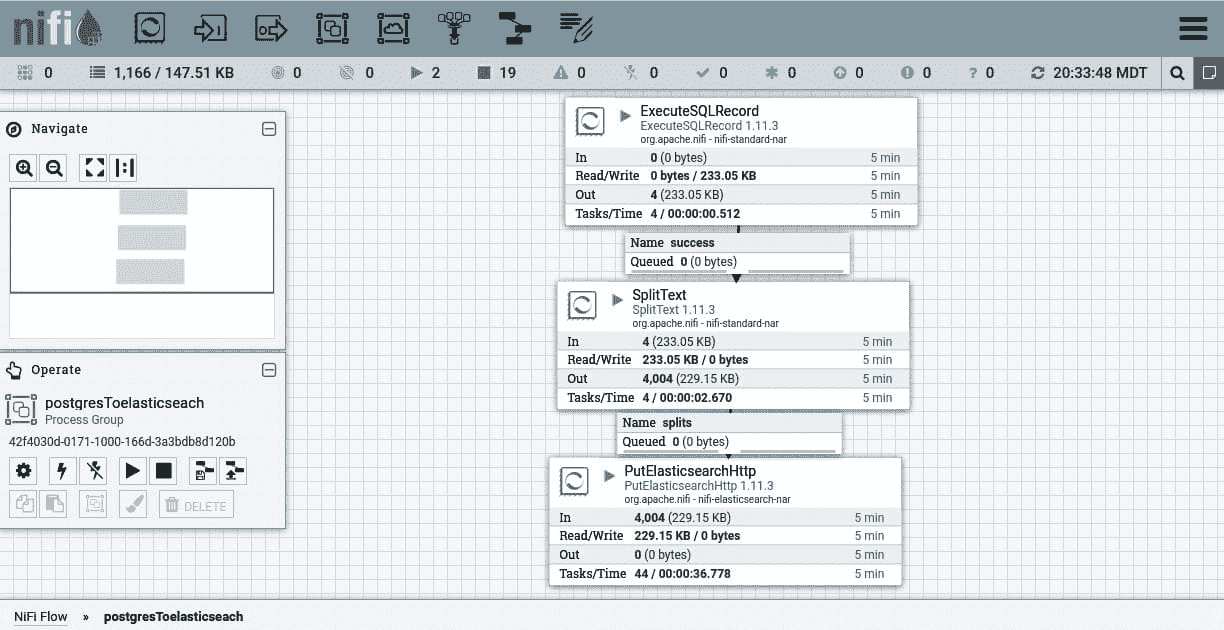 nifi
0 1,166 / 147.51 KB 0 0 2 19 0 0 0 0 0 0 ? 0 20:33:48 MDT
Navigate
Operate
postgresToelasticseach
Process Group
42f4030d-0171-1000-166d-3a3bdb8d120b
DELETE
ExecuteSQLRecord
ExecuteSQLRecord 1.11.3
org.apache.nifi - nifi-standard-nar
In 0 (0 bytes) 5 min
Read/Write 0 bytes / 233.05 KB 5 min
Out 4 (233.05 KB) 5 min
Tasks/Time 4 / 00:00:00.512 5 min
Name success
Queued 0 (0 bytes)
SplitText
SplitText 1.11.3
org.apache.nifi - nifi-standard-nar
In 4 (233.05 KB) 5 min
Read/Write 233.05 KB / 0 bytes 5 min
Out 4,004 (229.15 KB) 5 min
Tasks/Time 4 / 00:00:02.670 5 min
Name splits
Queued 0 (0 bytes)
PutElasticsearchHttp
PutElasticsearchHttp 1.11.3
org.apache.nifi - nifi-elasticsearch-nar
In 4,004 (229.15 KB) 5 min
Read/Write 229.15 KB / 0 bytes 5 min
Out 0 (0 bytes) 5 min
Tasks/Time 44 / 00:00:36.778 5 min
NiFi Flow » postgresToelasticseach